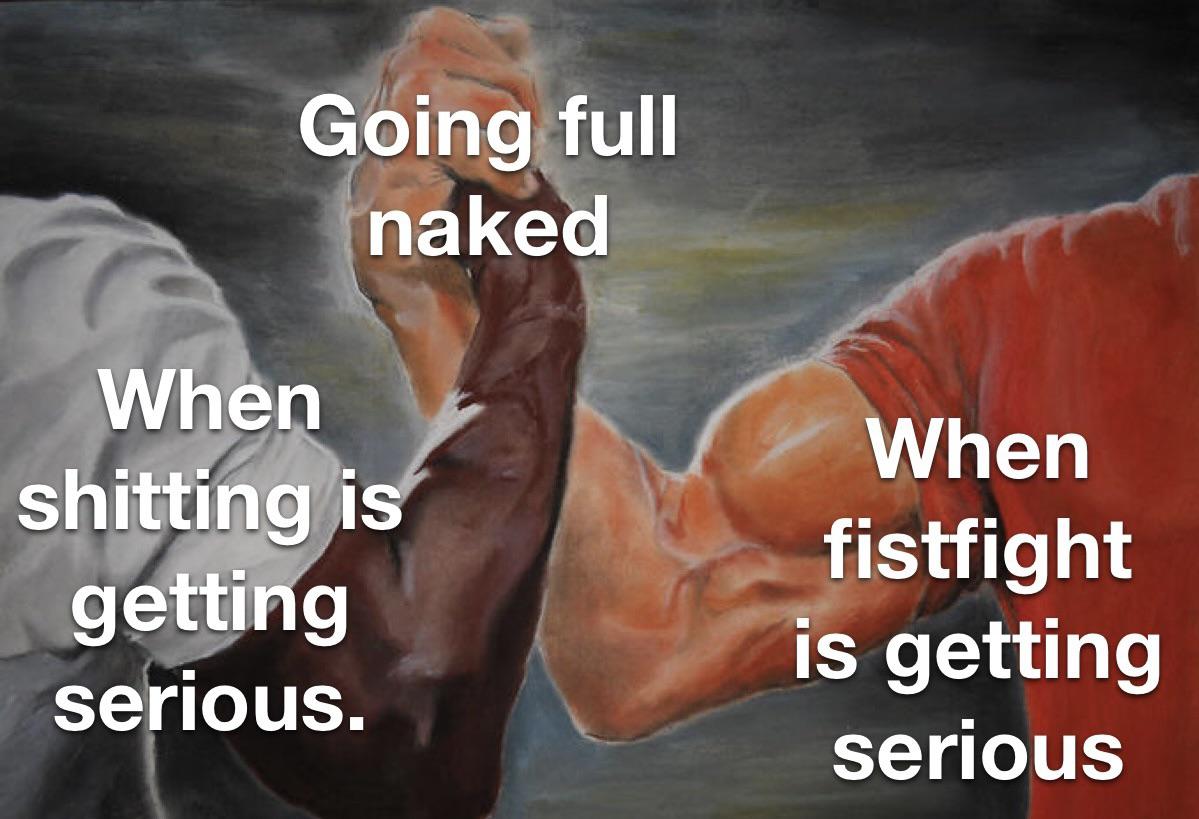 Going full
naked
When
shitting is
getting
serious.
When
fistfight
is getting
serious